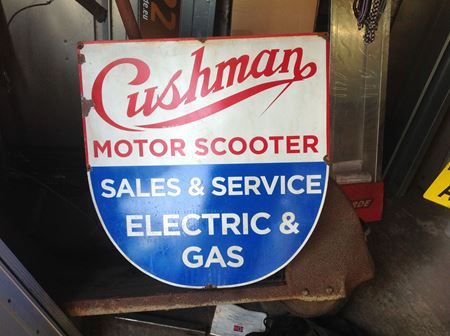 Cushman
MOTOR SCOOTER
SALES & SERVICE
ELECTRIC &
GAS